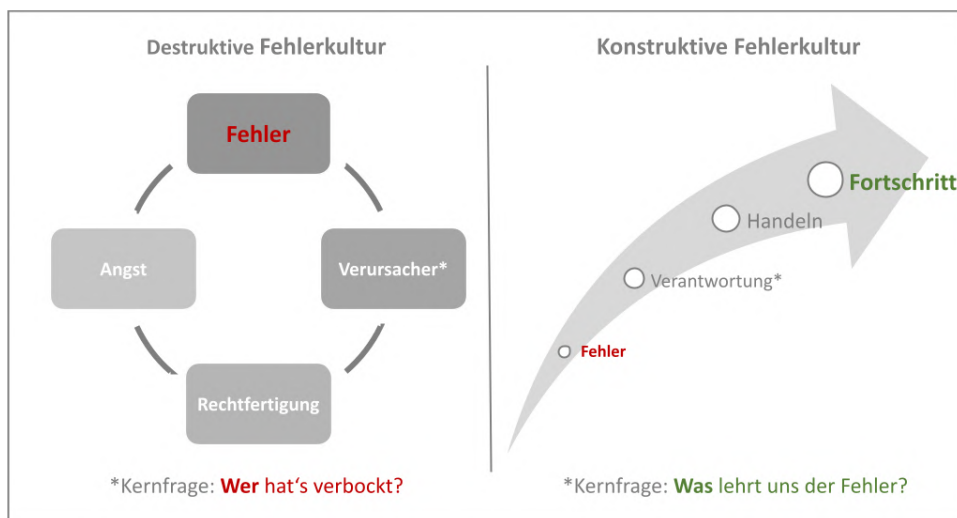 Destruktive Fehlerkultur
Fehler
Verursacher*
Rechtfertigung
Angst
*Kernfrage: Wer hat‘s verbockt?
Konstruktive Fehlerkultur
Fortschritt
Handeln
Verantwortung*
Fehler
*Kernfrage: Was lehrt uns der Fehler?